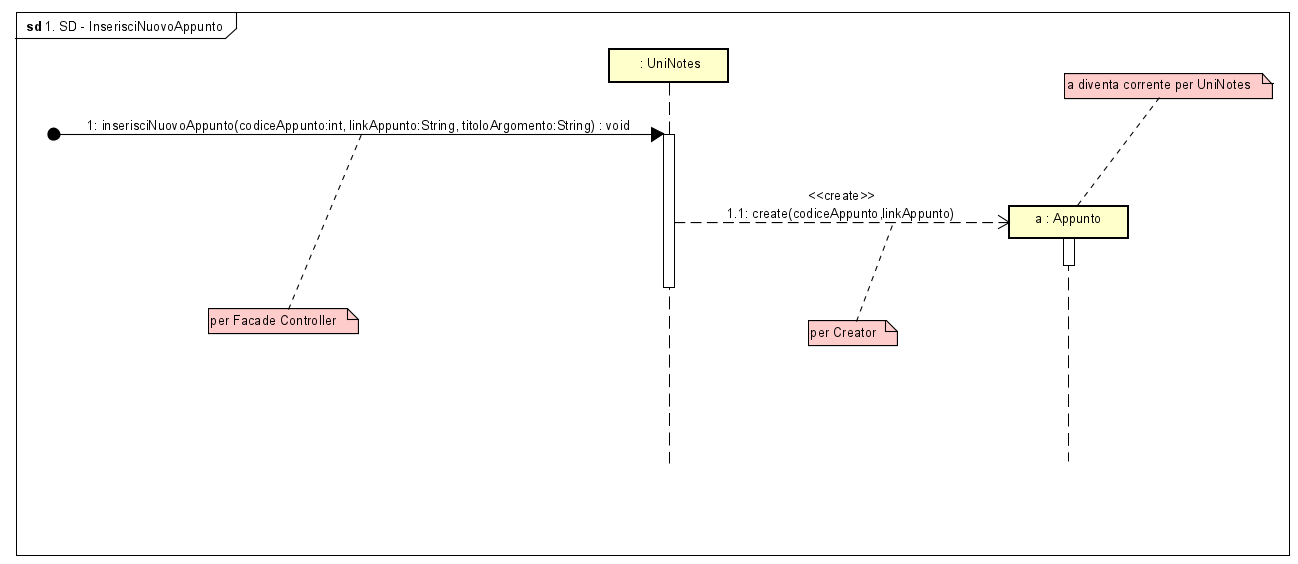 sd 1. SD - InserisciNuovoAppunto
: UniNotes
a diventa corrente per UniNotes
1: inserisciNuovoAppunto(codiceAppunto:int, linkAppunto:String, titoloArgomento:String) : void
<<create>>
1.1: create(codiceAppunto,linkAppunto)
a : Appunto
per Facade Controller
per Creator